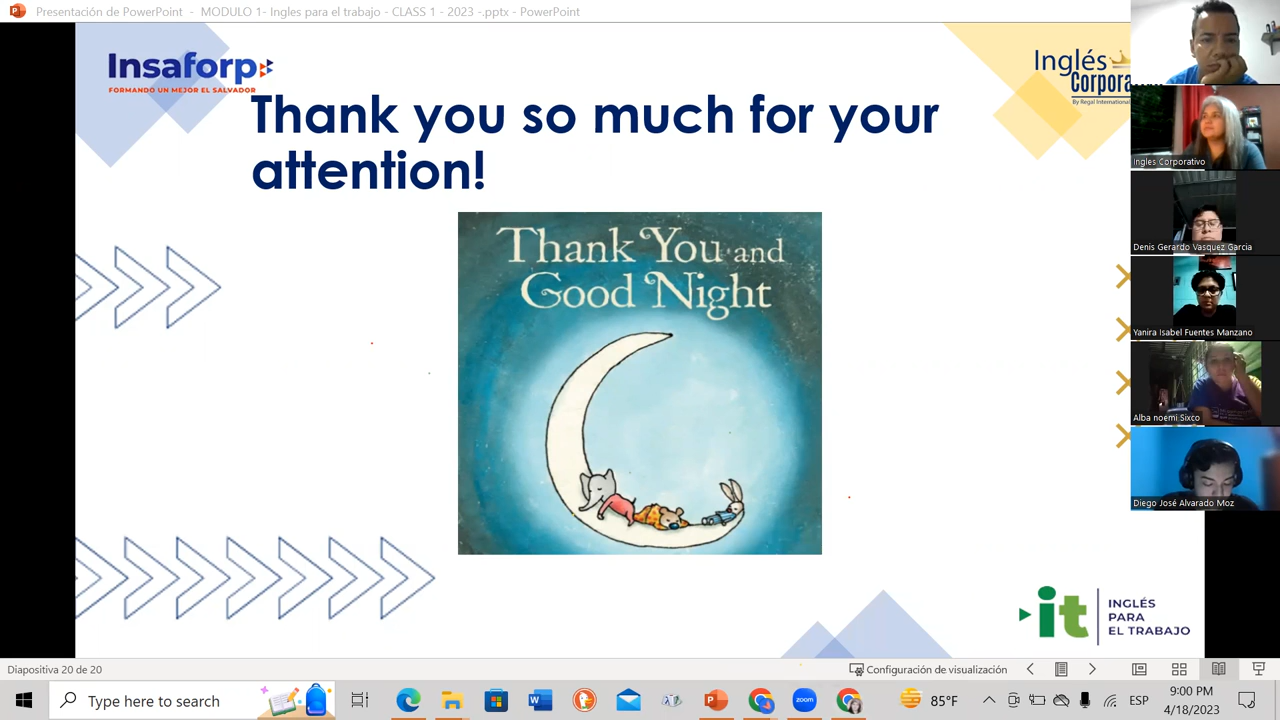 Presentación de PowerPoint - MODULO 1- Ingles para el trabajo - CLASS 1 - 2023 -.pptx - PowerPoint
Insaforp
FORMANDO UN MEJOR EL SALVADOR
Inglés
By Regal International
Thank you so much for your
attention!
Thank You and
Good Night
Ingles Corporativo
Denis Gerardo Vasquez Garcia
Yanira Isabel Fuentes Manzano
Alba noemi Sixco
Diego José Alvarado Moz
it
INGLÉS
PARA
EL TRABAJO
Diapositiva 20 de 20
Configuración de visualización
Type here to search
zoom
85°F
ESP
9:00 PM
4/18/2023